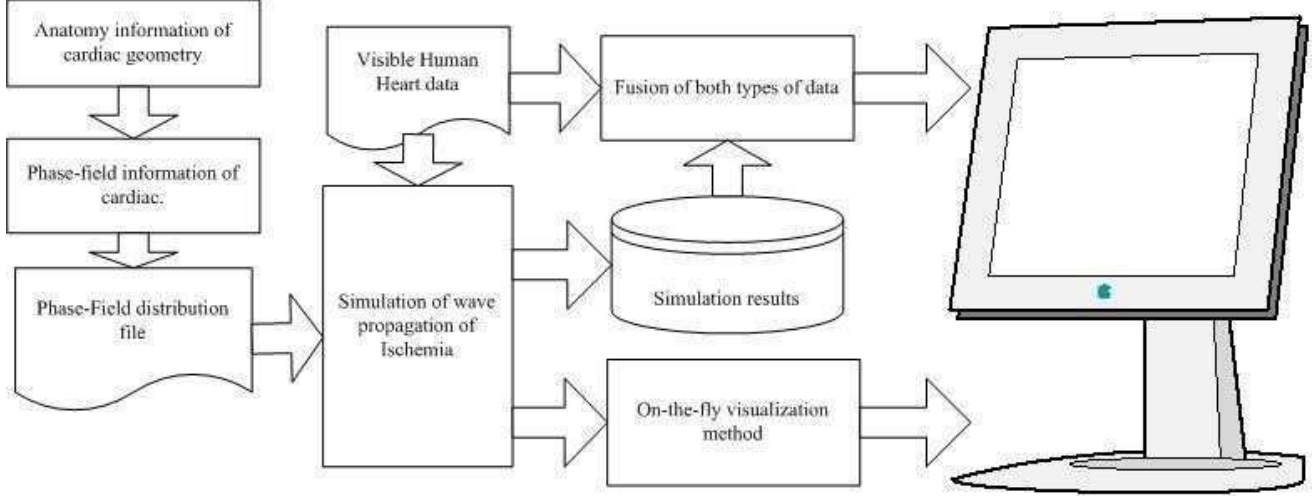 Anatomy information of
cardiac geometry
Phase-field information of
cardiac.
Phase-Field distribution
file
Visible Human
Heart data
Simulation of wave
propagation of
Ischemia
Fusion of both types of data
Simulation results
On-the-fly visualization
method